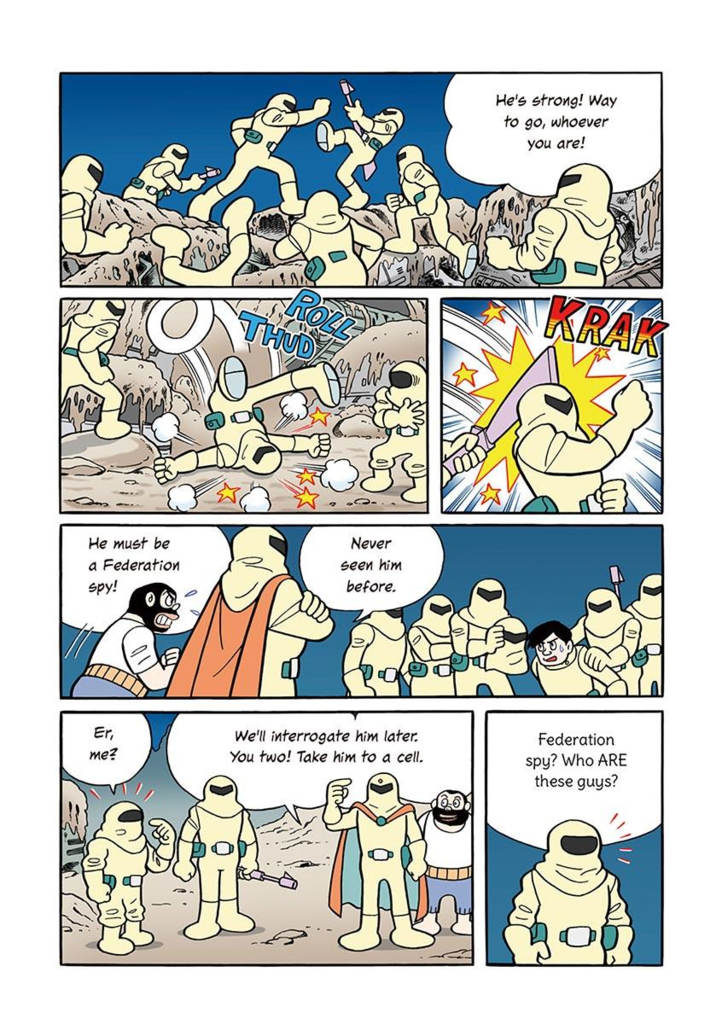 He's strong! Way
to go, whoever
you are!
ROLL
THUD
KRAK
He must be
a Federation
spy!
Never
seen him
before.
Er,
me?
We'll interrogate him later.
You two! Take him to a cell.
Federation
spy? Who ARE
these guys?